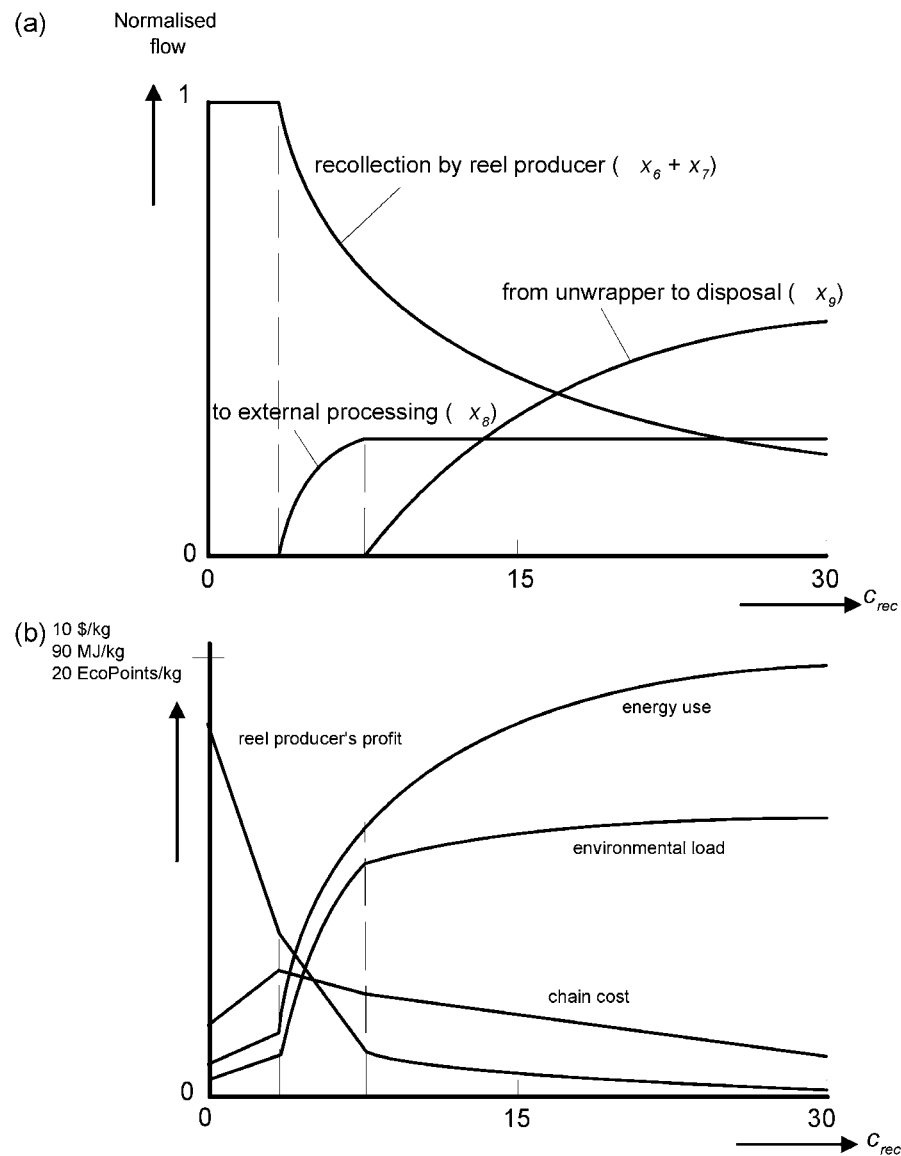 (a)
Normalised
flow
1
recollection by reel producer ( x6 + x7)
from unwrapper to disposal ( x9)
to external processing ( x8)
0
0
15
30
crec
(b)
10 $/kg
90 MJ/kg
20 EcoPoints/kg
energy use
reel producer's profit
environmental load
chain cost
0
0
15
30
crec